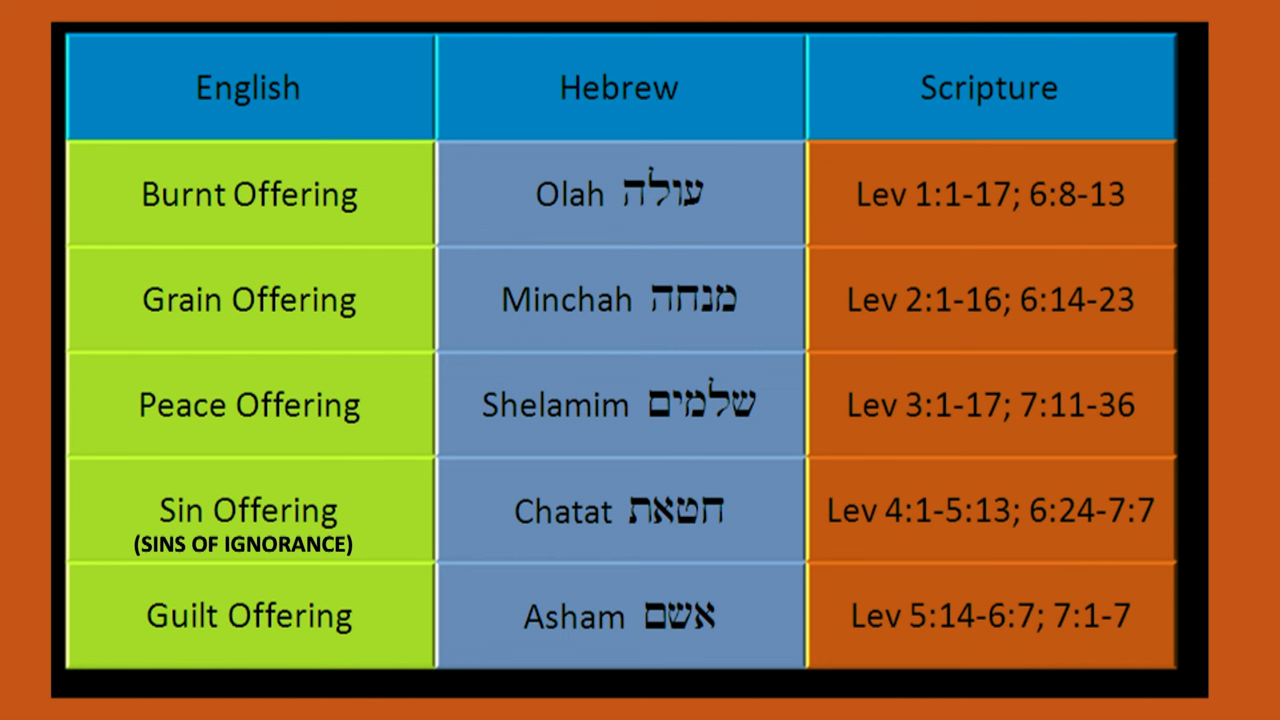 English Hebrew Scripture
Burnt Offering Olah עולה Lev 1:1-17; 6:8-13
Grain Offering Minchah מנחה Lev 2:1-16; 6:14-23
Peace Offering Shelamim שלמים Lev 3:1-17; 7:11-36
Sin Offering Chatat חטאת Lev 4:1-5:13; 6:24-7:7
(SINS OF IGNORANCE)
Guilt Offering Asham אשם Lev 5:14-6:7; 7:1-7